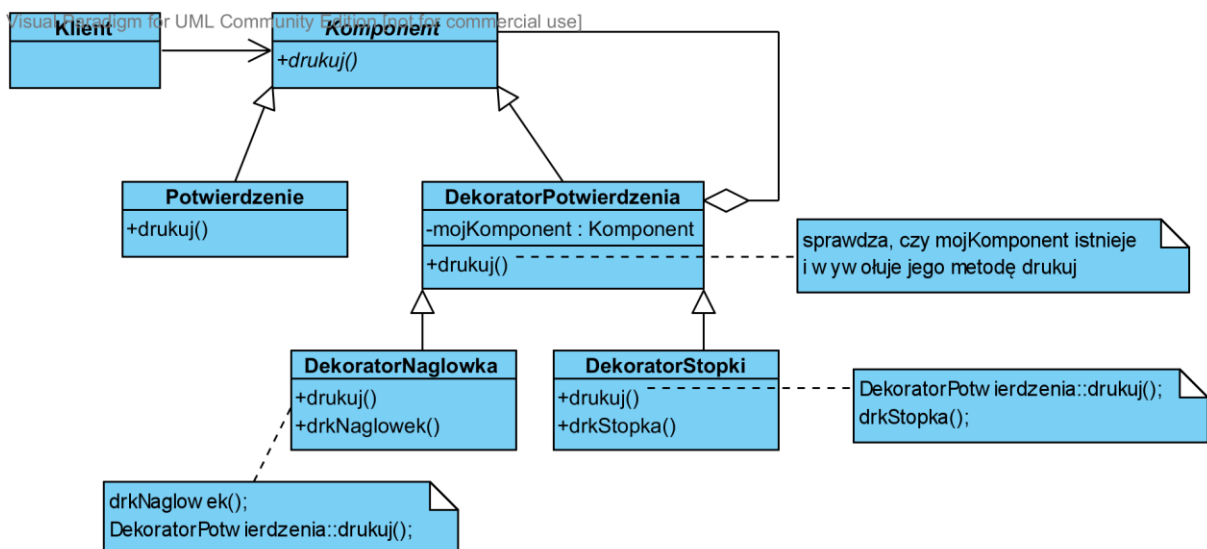 Visual Paradigm for UML Community Edition [not for commercial use]
Klient
Komponent
+drukuj()
Potwierdzenie
+drukuj()
DekoratorPotwierdzenia
-mojKomponent : Komponent
+drukuj()
sprawdza, czy mojKomponent istnieje
i wywołuje jego metodę drukuj
DekoratorNaglowka
+drukuj()
+drkNaglowek()
DekoratorStopki
+drukuj()
+drkStopka()
DekoratorPotwierdzenia::drukuj();
drkStopka();
drkNaglowek();
DekoratorPotwierdzenia::drukuj();